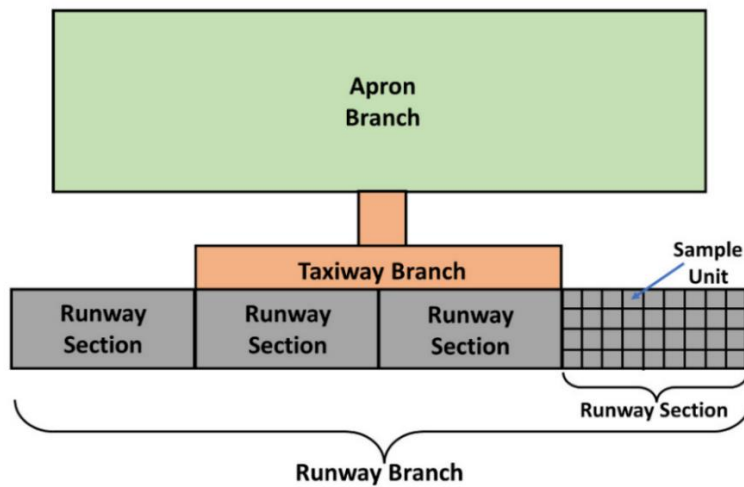 Apron
Branch
Sample
Unit
Taxiway Branch
Runway
Section
Runway
Section
Runway
Section
Runway Section
Runway Branch